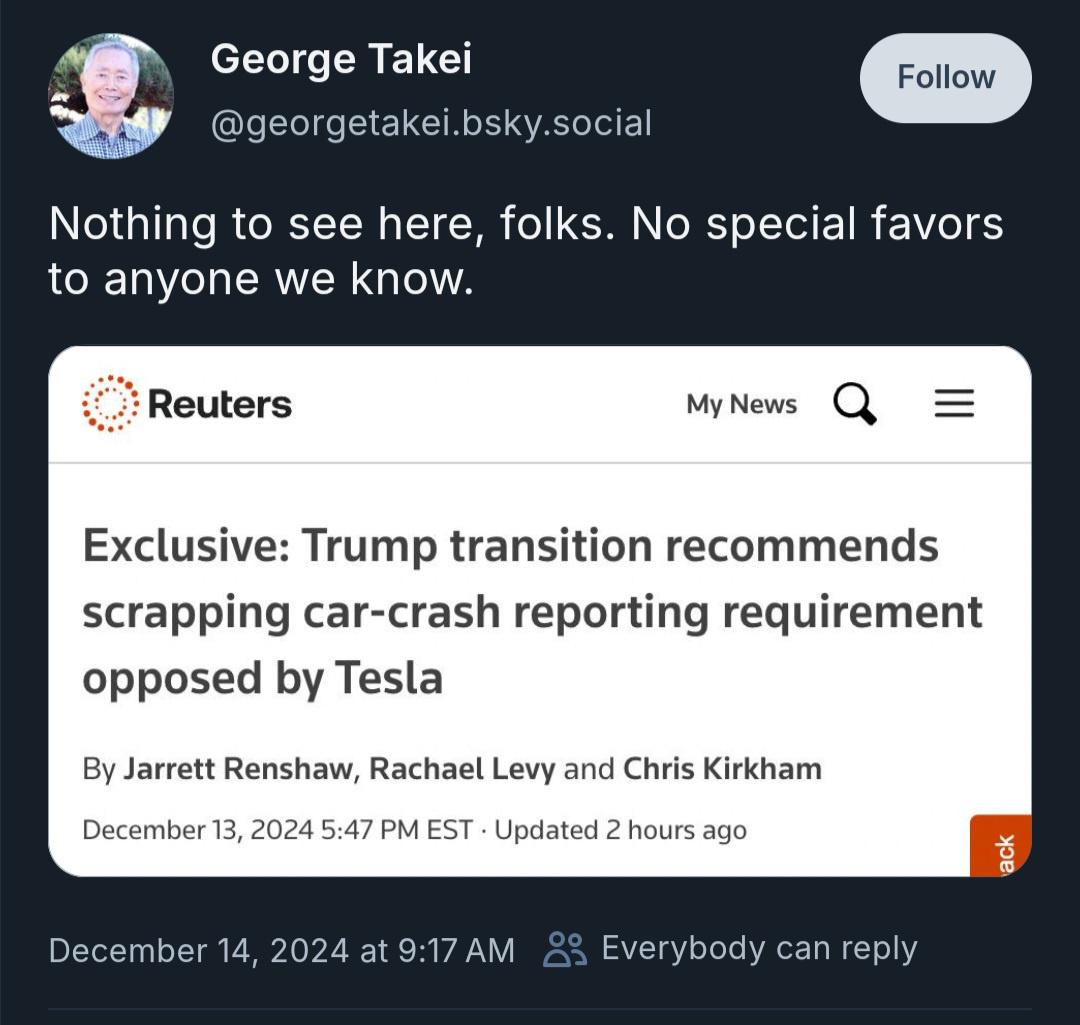 George Takei
Follow
@georgetakei.bsky.social
Nothing to see here, folks. No special favors
to anyone we know.
Reuters
My News
Exclusive: Trump transition recommends
scrapping car-crash reporting requirement
opposed by Tesla
By Jarrett Renshaw, Rachael Levy and Chris Kirkham
December 13, 2024 5:47 PM EST · Updated 2 hours ago
ack
December 14, 2024 at 9:17 AM
Everybody can reply